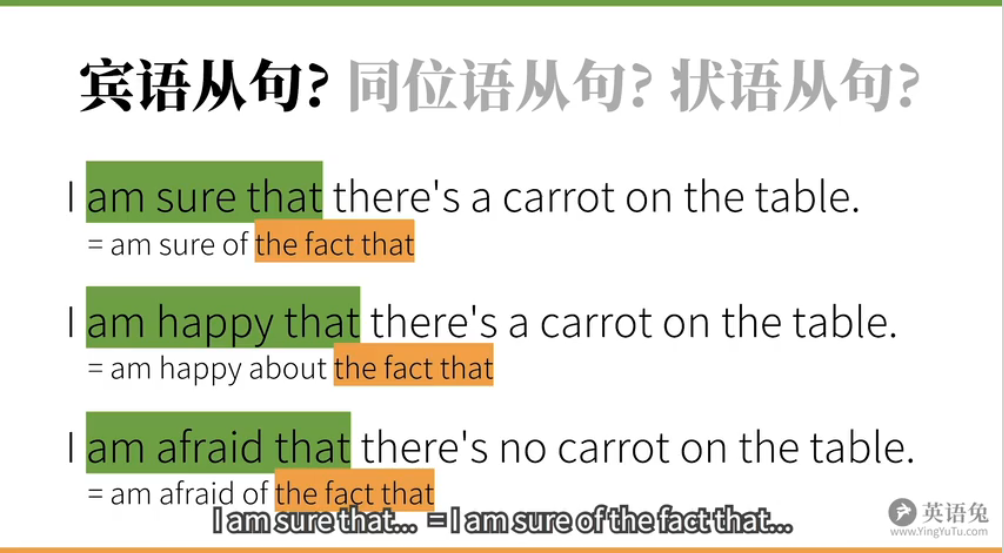 宾语从句? 同位语从句? 状语从句?
I am sure that there's a carrot on the table.
= am sure of the fact that
I am happy that there's a carrot on the table.
= am happy about the fact that
I am afraid that there's no carrot on the table.
= am afraid of the fact that
I am sure that... = I am sure of the fact that...
英语兔
www.YingYuTu.com